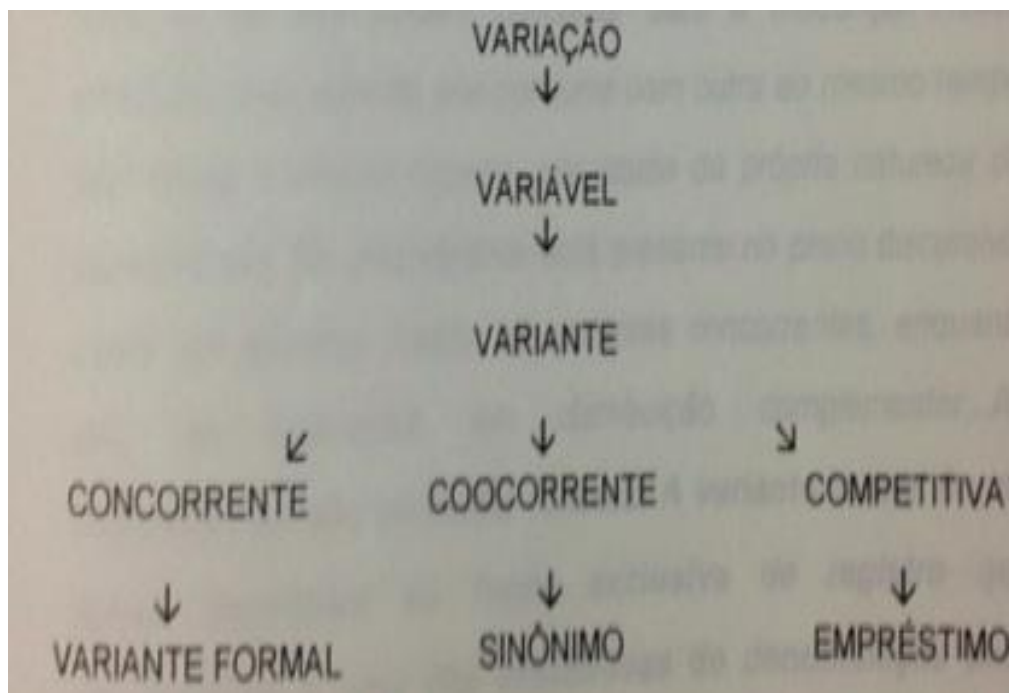 VARIAÇÃO
↓
VARIÁVEL
↓
VARIANTE
↙ ↓ ↘
CONCORRENTE COOCORRENTE COMPETITIVA
↓ ↓ ↓
VARIANTE FORMAL SINÔNIMO EMPRÉSTIMO